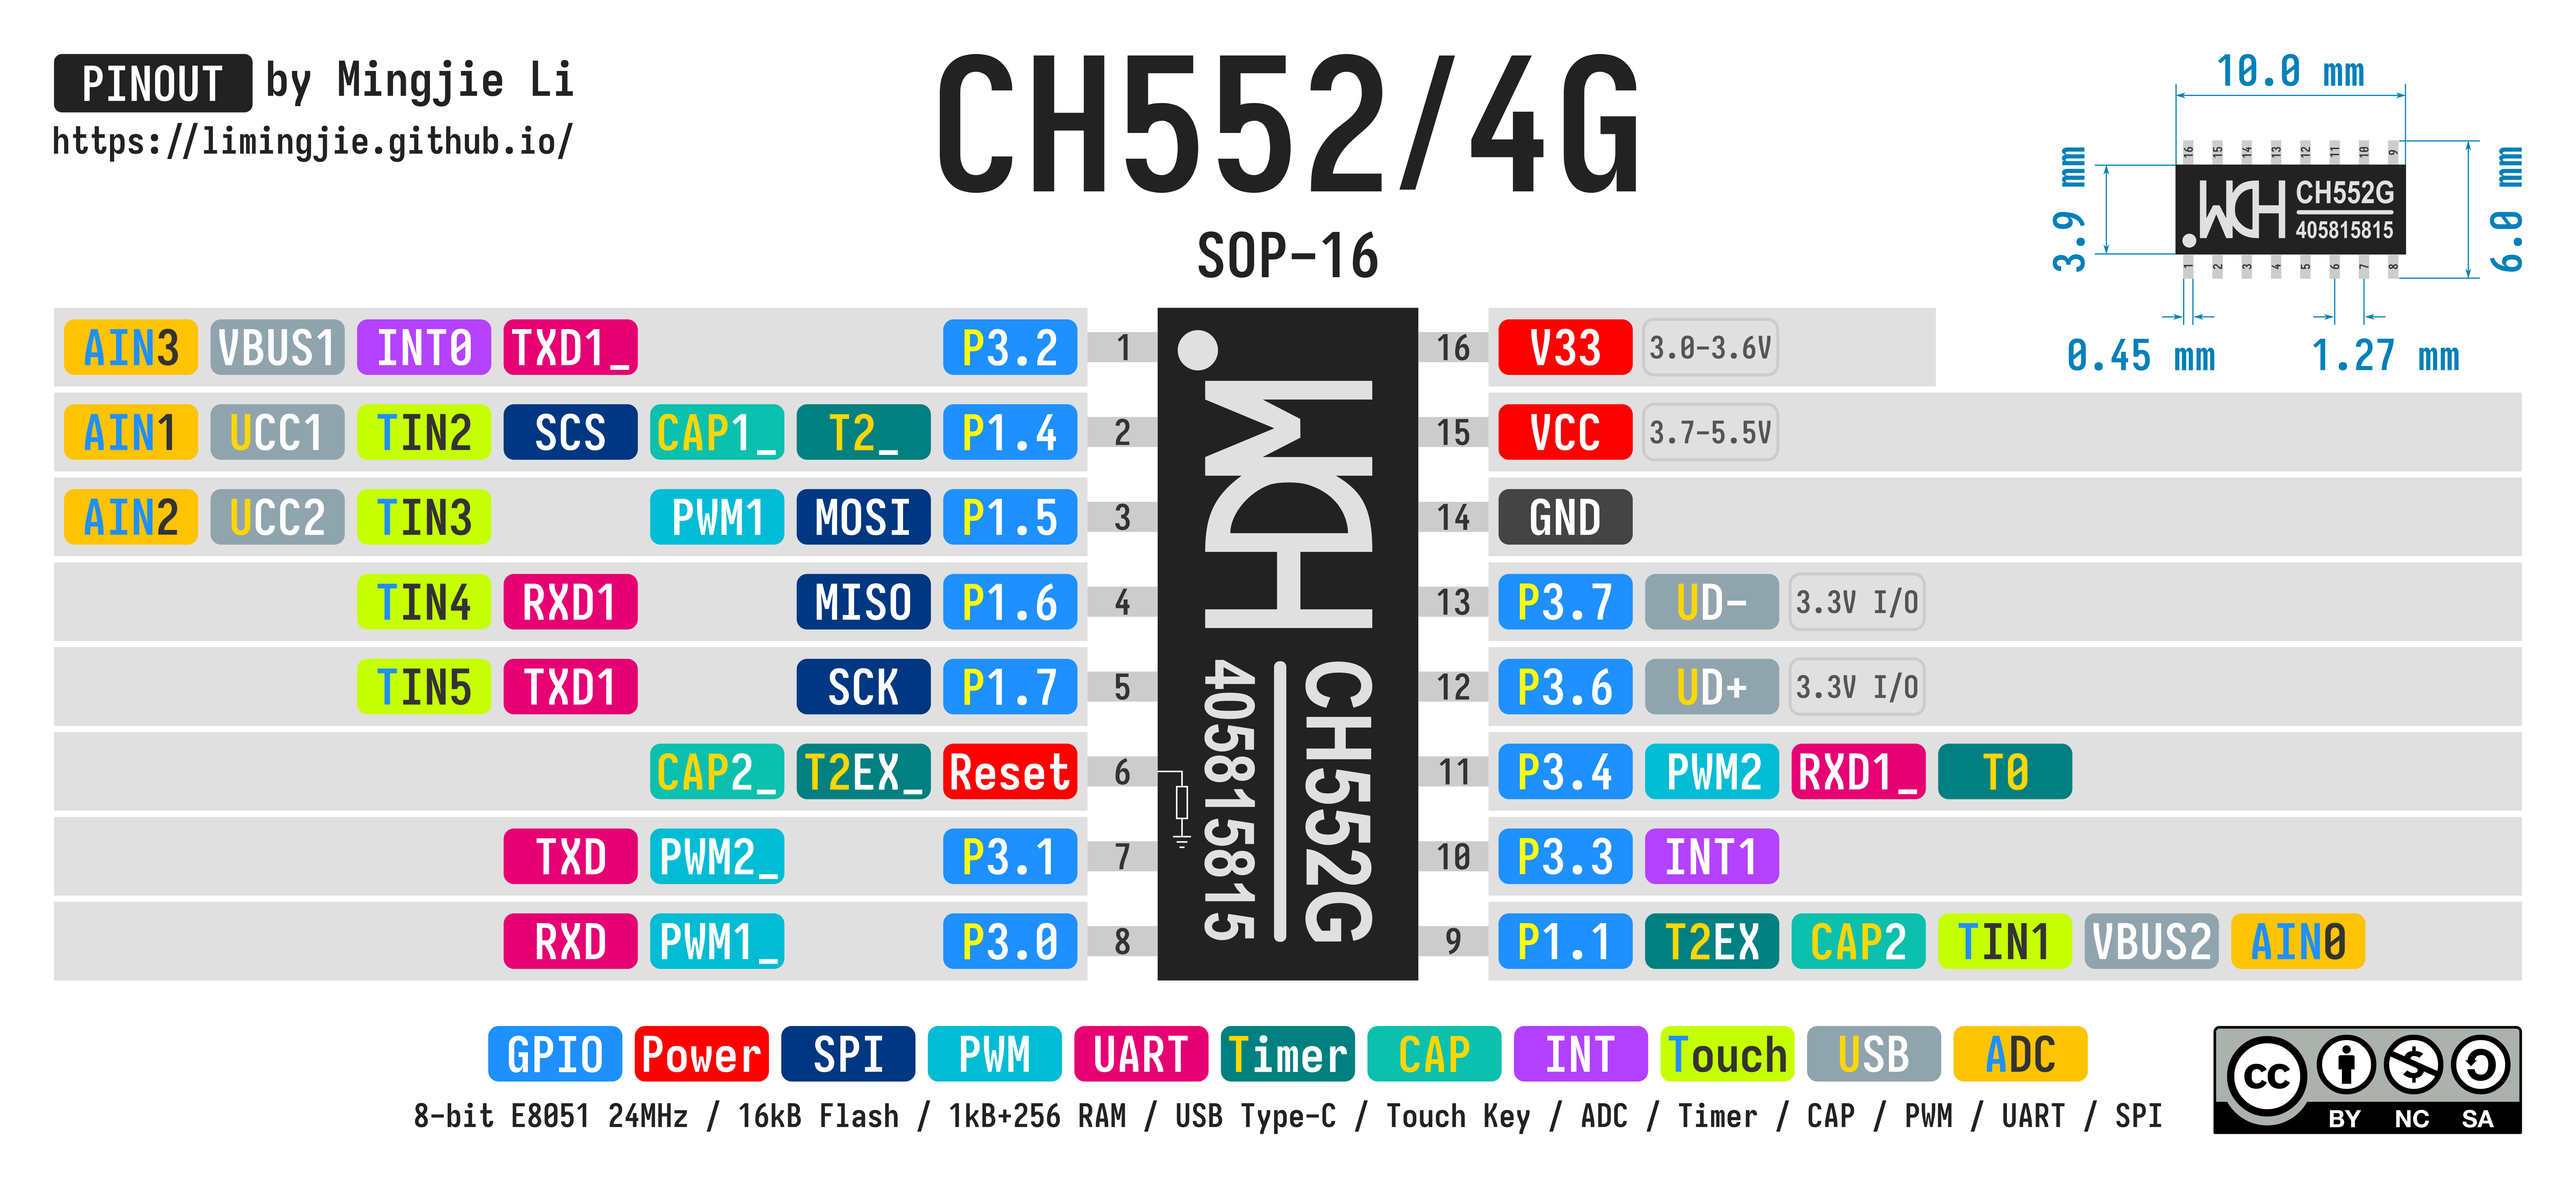 PINOUT by Mingjie Li
https://limingjie.github.io/
CH552/4G
SOP-16
10.0 mm
3.9 mm
6.0 mm
0.45 mm
1.27 mm
16 15 14 13 12 11 10 9
WCH CH552G
405815815
1 2 3 4 5 6 7 8
AIN3 VBUS1 INT0 TXD1_ P3.2 1
AIN1 UCC1 TIN2 SCS CAP1_ T2_ P1.4 2
AIN2 UCC2 TIN3 PWM1 MOSI P1.5 3
TIN4 RXD1 MISO P1.6 4
TIN5 TXD1 SCK P1.7 5
CAP2_ T2EX_ Reset 6
TXD PWM2_ P3.1 7
RXD PWM1_ P3.0 8
WCH CH552G
405815815
16 V33 3.0-3.6V
15 VCC 3.7-5.5V
14 GND
13 P3.7 UD- 3.3V I/O
12 P3.6 UD+ 3.3V I/O
11 P3.4 PWM2 RXD1_ T0
10 P3.3 INT1
9 P1.1 T2EX CAP2 TIN1 VBUS2 AIN0
GPIO Power SPI PWM UART Timer CAP INT Touch USB ADC
8-bit E8051 24MHz / 16kB Flash / 1kB+256 RAM / USB Type-C / Touch Key / ADC / Timer / CAP / PWM / UART / SPI
CC BY NC SA